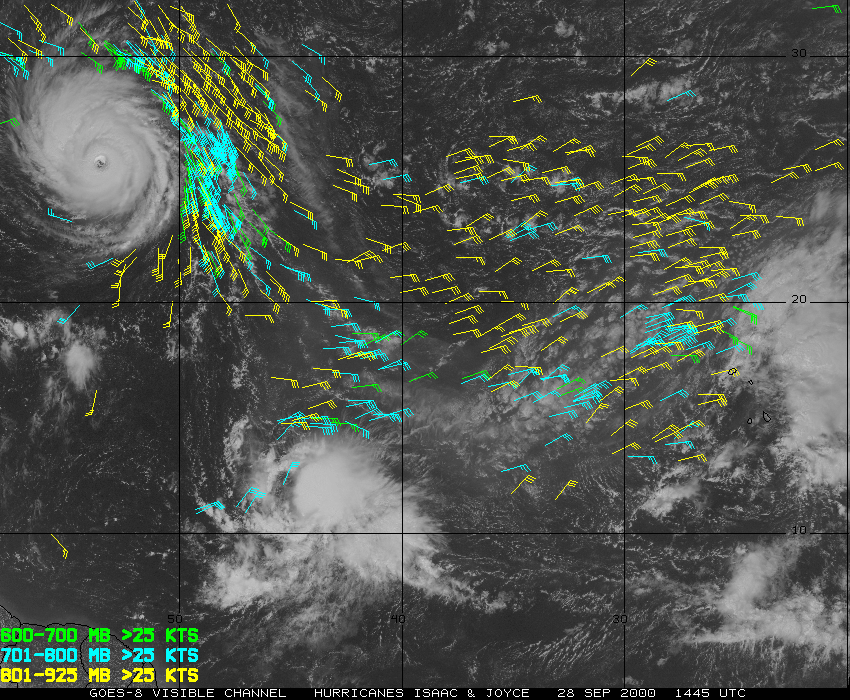 30
20
10
50 40 30
600-700 MB >25 KTS
701-800 MB >25 KTS
801-925 MB >25 KTS
GOES-8 VISIBLE CHANNEL HURRICANES ISAAC & JOYCE 28 SEP 2000 1445 UTC